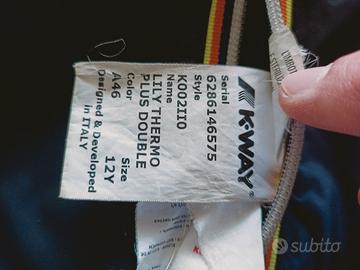 K-WAY®
Serial
6286146575
Style
K002II0
Name
LILY THERMO
PLUS DOUBLE
Color Size
A46 12Y
Designed & Developed
in ITALY
subito